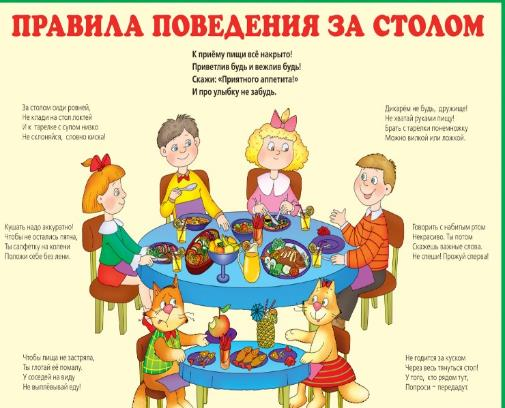 ПРАВИЛА ПОВЕДЕНИЯ ЗА СТОЛОМ
К приёму пищи всё накрыто!
Приветлив будь и вежлив будь!
Скажи: «Приятного аппетита!»
И про улыбку не забудь.
За столом сиди ровней,
Не клади на стол локтей
И к тарелке с супом низко
Не склоняйся, словно киска!
Дикарём не будь, дружище!
Не хватай руками пищу!
Брать с тарелки понемножку
Можно вилкой или ложкой.
Кушать надо аккуратно!
Чтобы не остались пятна,
Ты салфетку на колени
Положи себе без лени.
Говорить с набитым ртом
Некрасиво. Ты потом
Скажешь важные слова.
Не спеши! Прожуй сперва!
Чтобы пища не застряла,
Ты глотай её помалу.
У соседей на виду
Не выплёвывай еду!
Не годится за куском
Через весь тянуться стол!
У того, кто рядом тут,
Попроси – передадут.